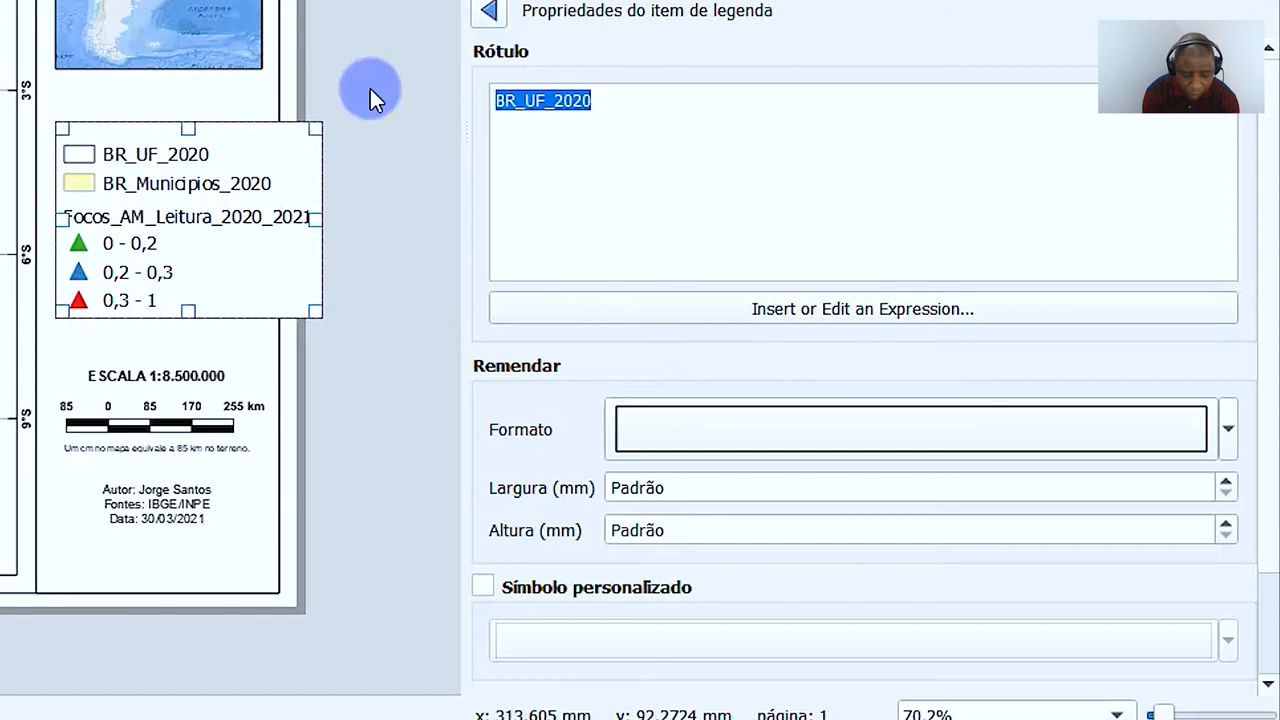 Propriedades do item de legenda
Rótulo
BR_UF_2020
Insert or Edit an Expression...
Remendar
Formato
Largura (mm) Padrão
Altura (mm) Padrão
Símbolo personalizado
x: 313,605 mm y: 92,2724 mm página: 1 70.2%
3°S
6°S
9°S
BR_UF_2020
BR_Municipios_2020
Focos_AM_Leitura_2020_2021
0 - 0,2
0,2 - 0,3
0,3 - 1
ESCALA 1:8.500.000
85 0 85 170 255 km
Um cm no mapa equivale a 85 km no terreno.
Autor: Jorge Santos
Fontes: IBGE/INPE
Data: 30/03/2021